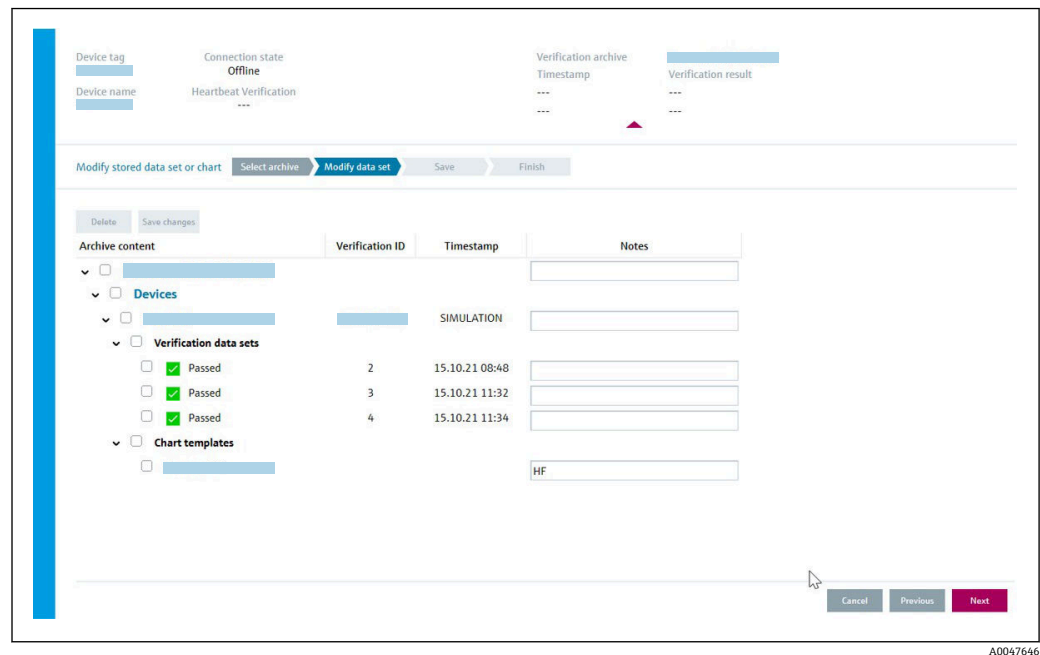 Device tag Connection state Verification archive
Offline Timestamp Verification result
Device name Heartbeat Verification --- ---
--- --- ---
Modify stored data set or chart Select archive Modify data set Save Finish
Delete Save changes
Archive content Verification ID Timestamp Notes
Devices
SIMULATION
Verification data sets
Passed 2 15.10.21 08:48
Passed 3 15.10.21 11:32
Passed 4 15.10.21 11:34
Chart templates
HF
Cancel Previous Next
A0047646